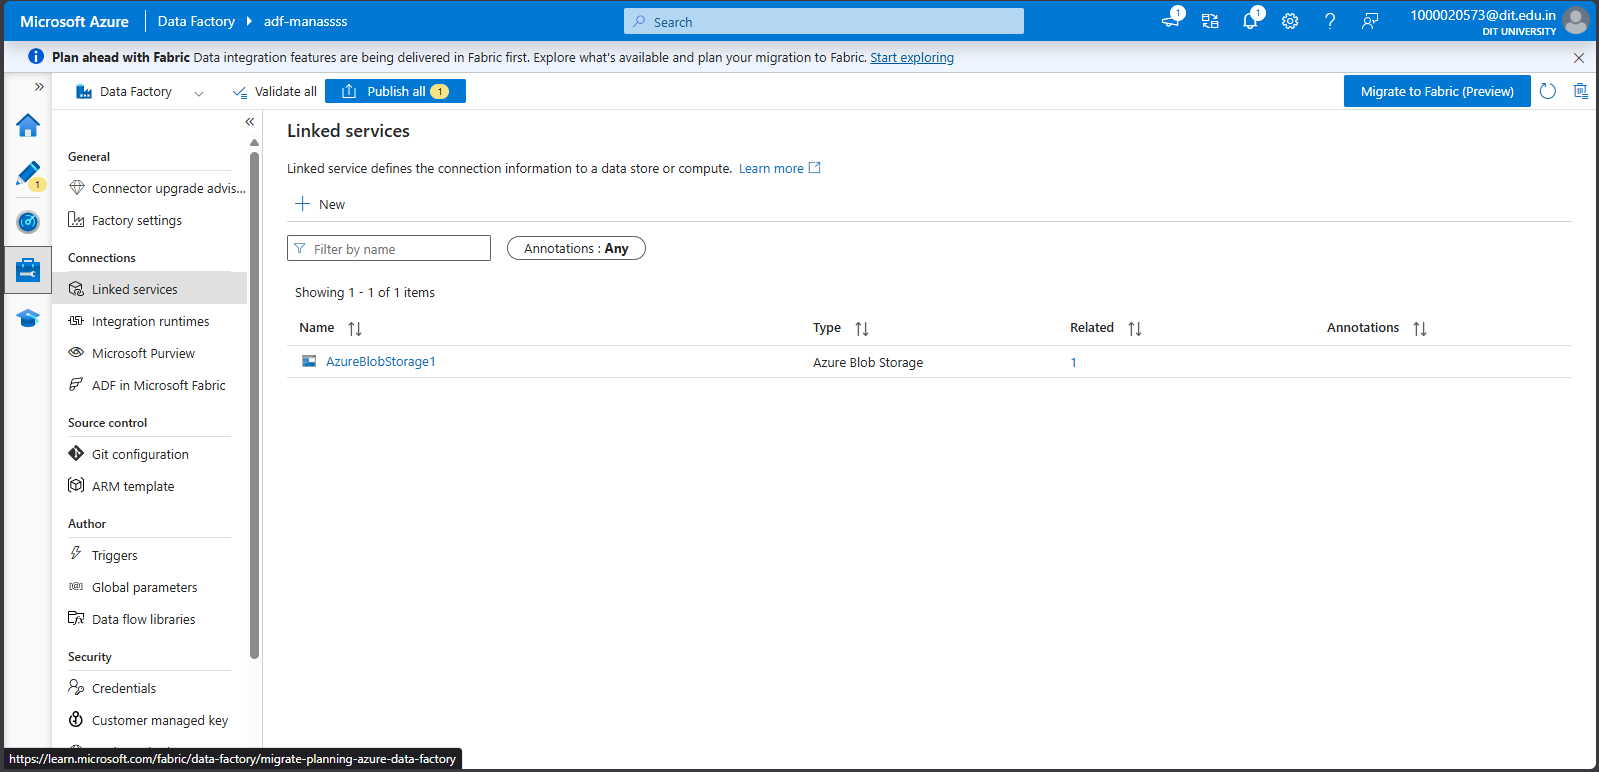 Microsoft Azure Data Factory adf-manassss Search 1 1 1000020573@dit.edu.in
DIT UNIVERSITY
Plan ahead with Fabric Data integration features are being delivered in Fabric first. Explore what's available and plan your migration to Fabric. Start exploring
Data Factory Validate all Publish all 1 Migrate to Fabric (Preview)
1
General
Connector upgrade advis...
Factory settings
Connections
Linked services
Integration runtimes
Microsoft Purview
ADF in Microsoft Fabric
Source control
Git configuration
ARM template
Author
Triggers
Global parameters
Data flow libraries
Security
Credentials
Customer managed key
Linked services
Linked service defines the connection information to a data store or compute. Learn more
New
Filter by name Annotations : Any
Showing 1 - 1 of 1 items
Name Type Related Annotations
AzureBlobStorage1 Azure Blob Storage 1
https://learn.microsoft.com/fabric/data-factory/migrate-planning-azure-data-factory